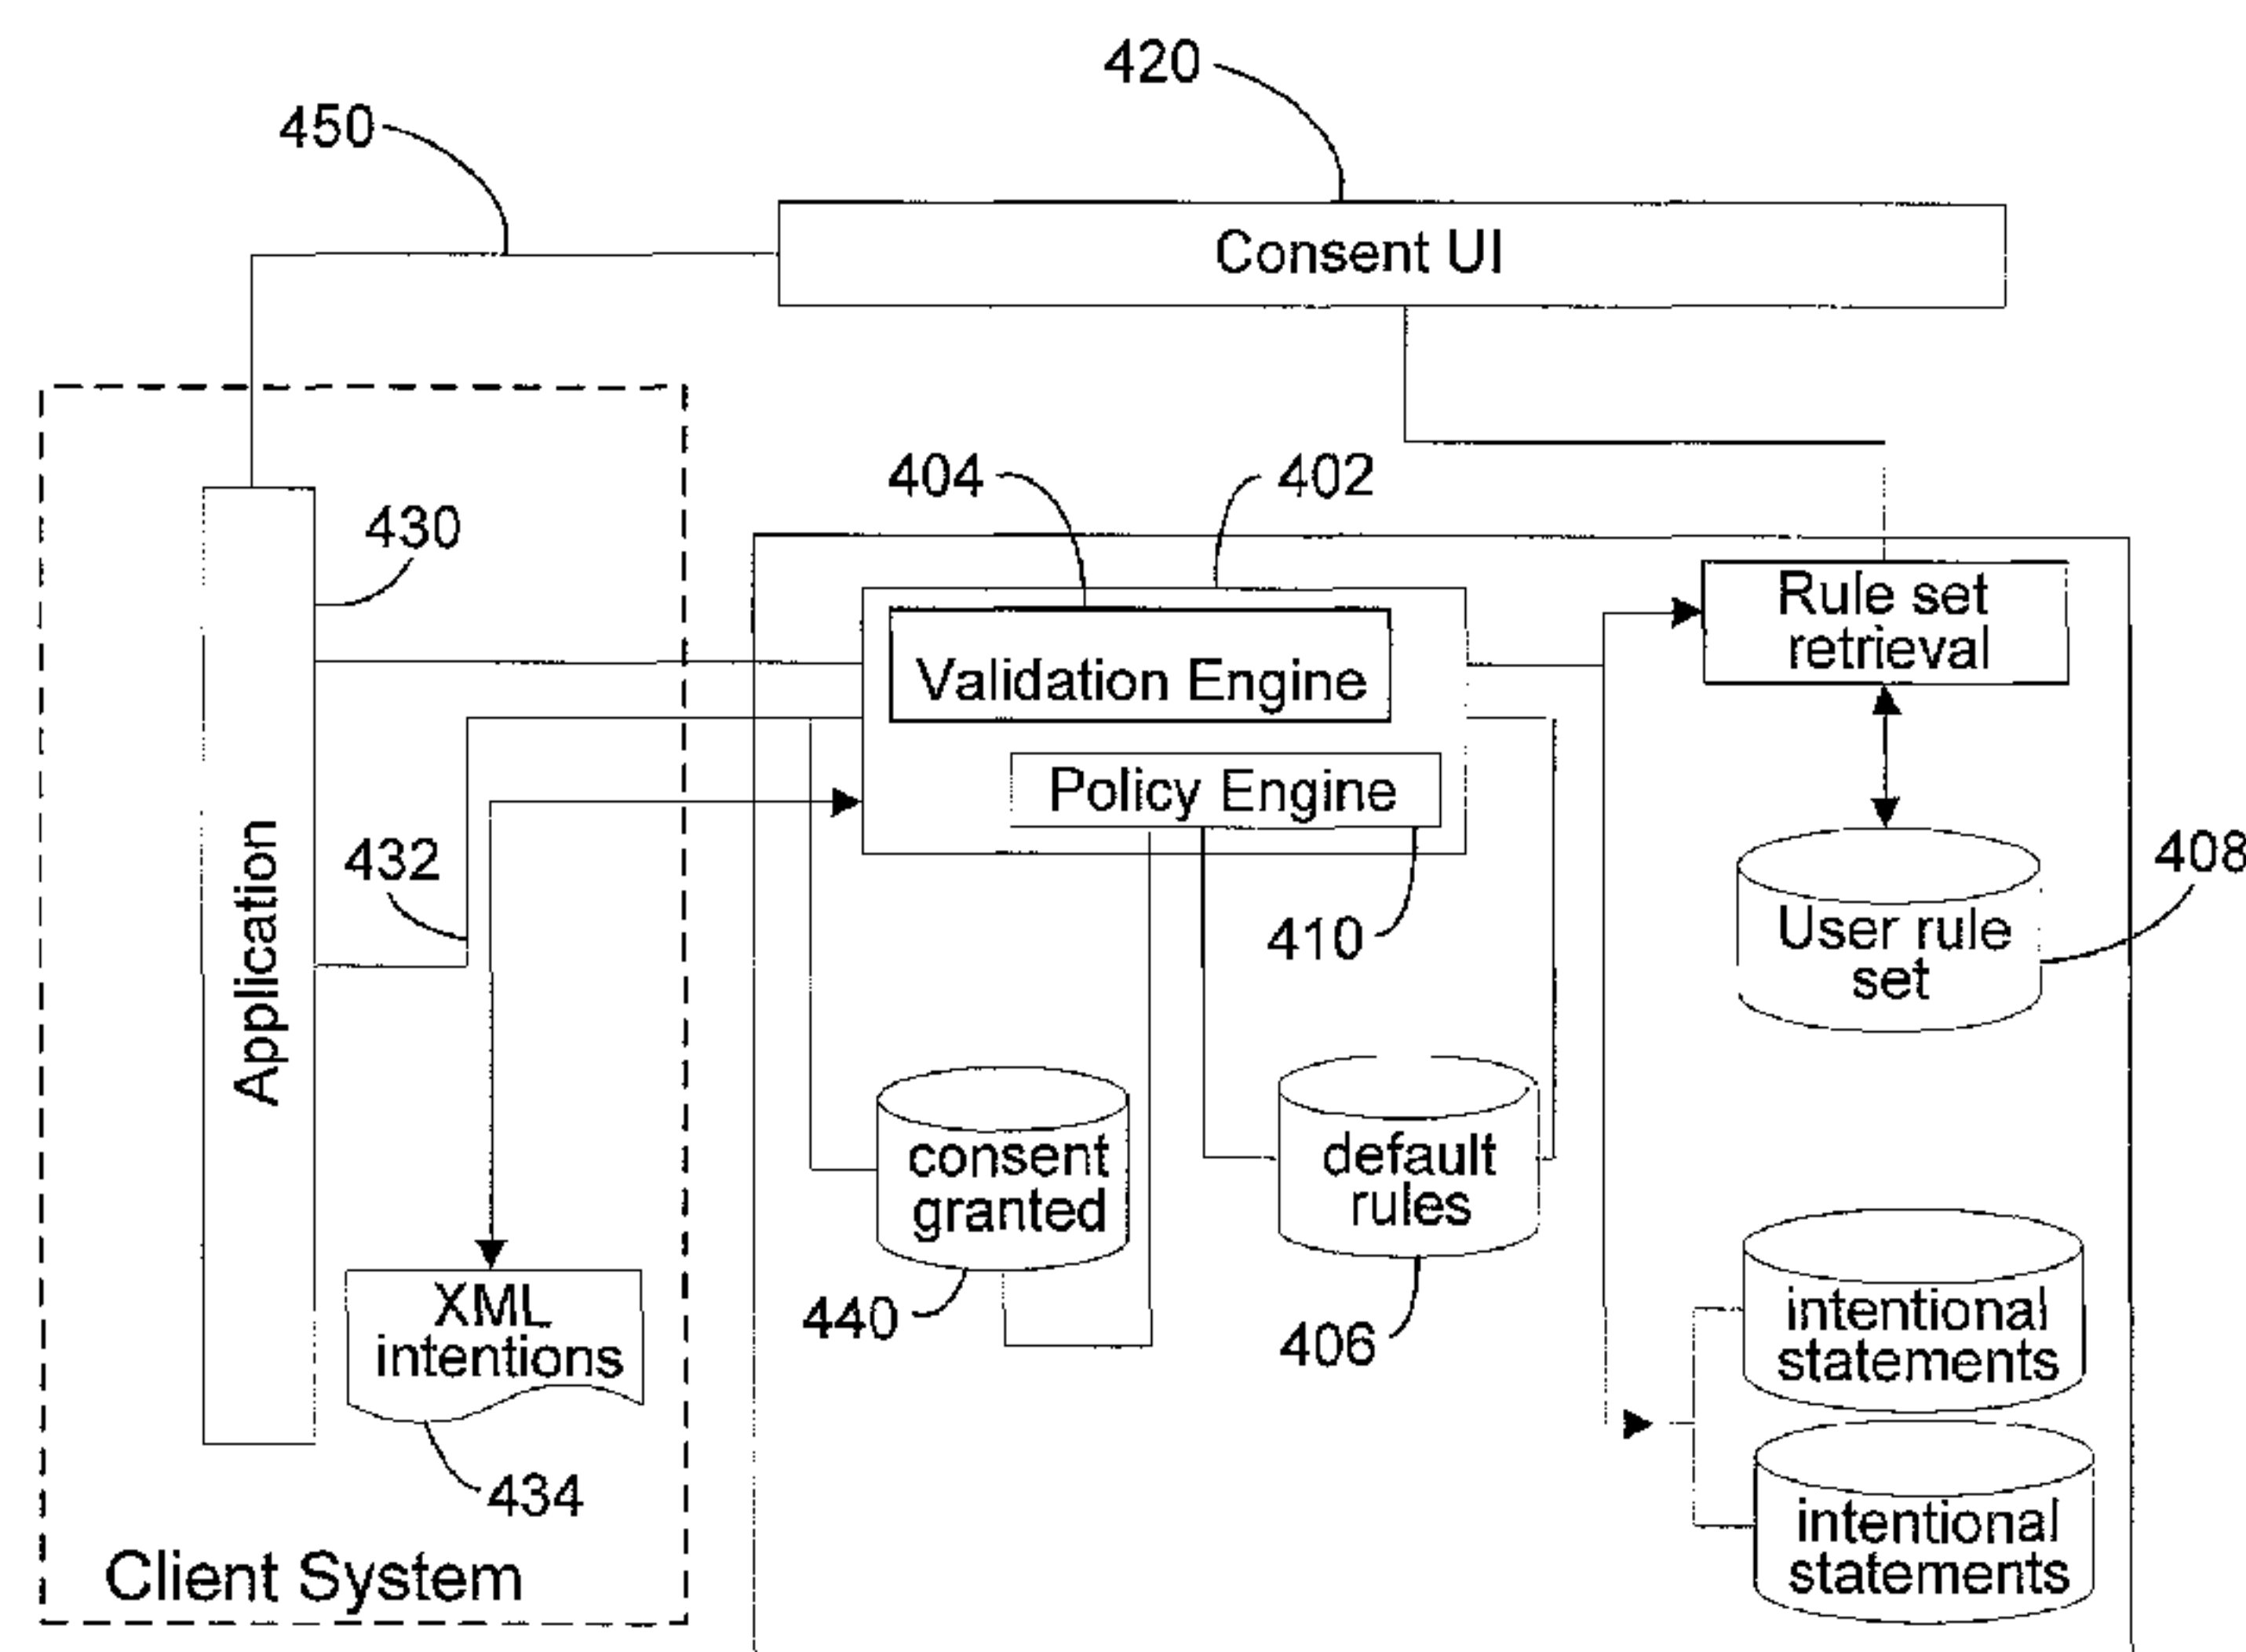 420
450
Consent UI
404
402
430
Rule set
retrieval
Validation Engine
Policy Engine
432
408
410
User rule
set
Application
consent
granted
default
rules
440
406
XML
intentions
intentional
statements
434
intentional
statements
Client System